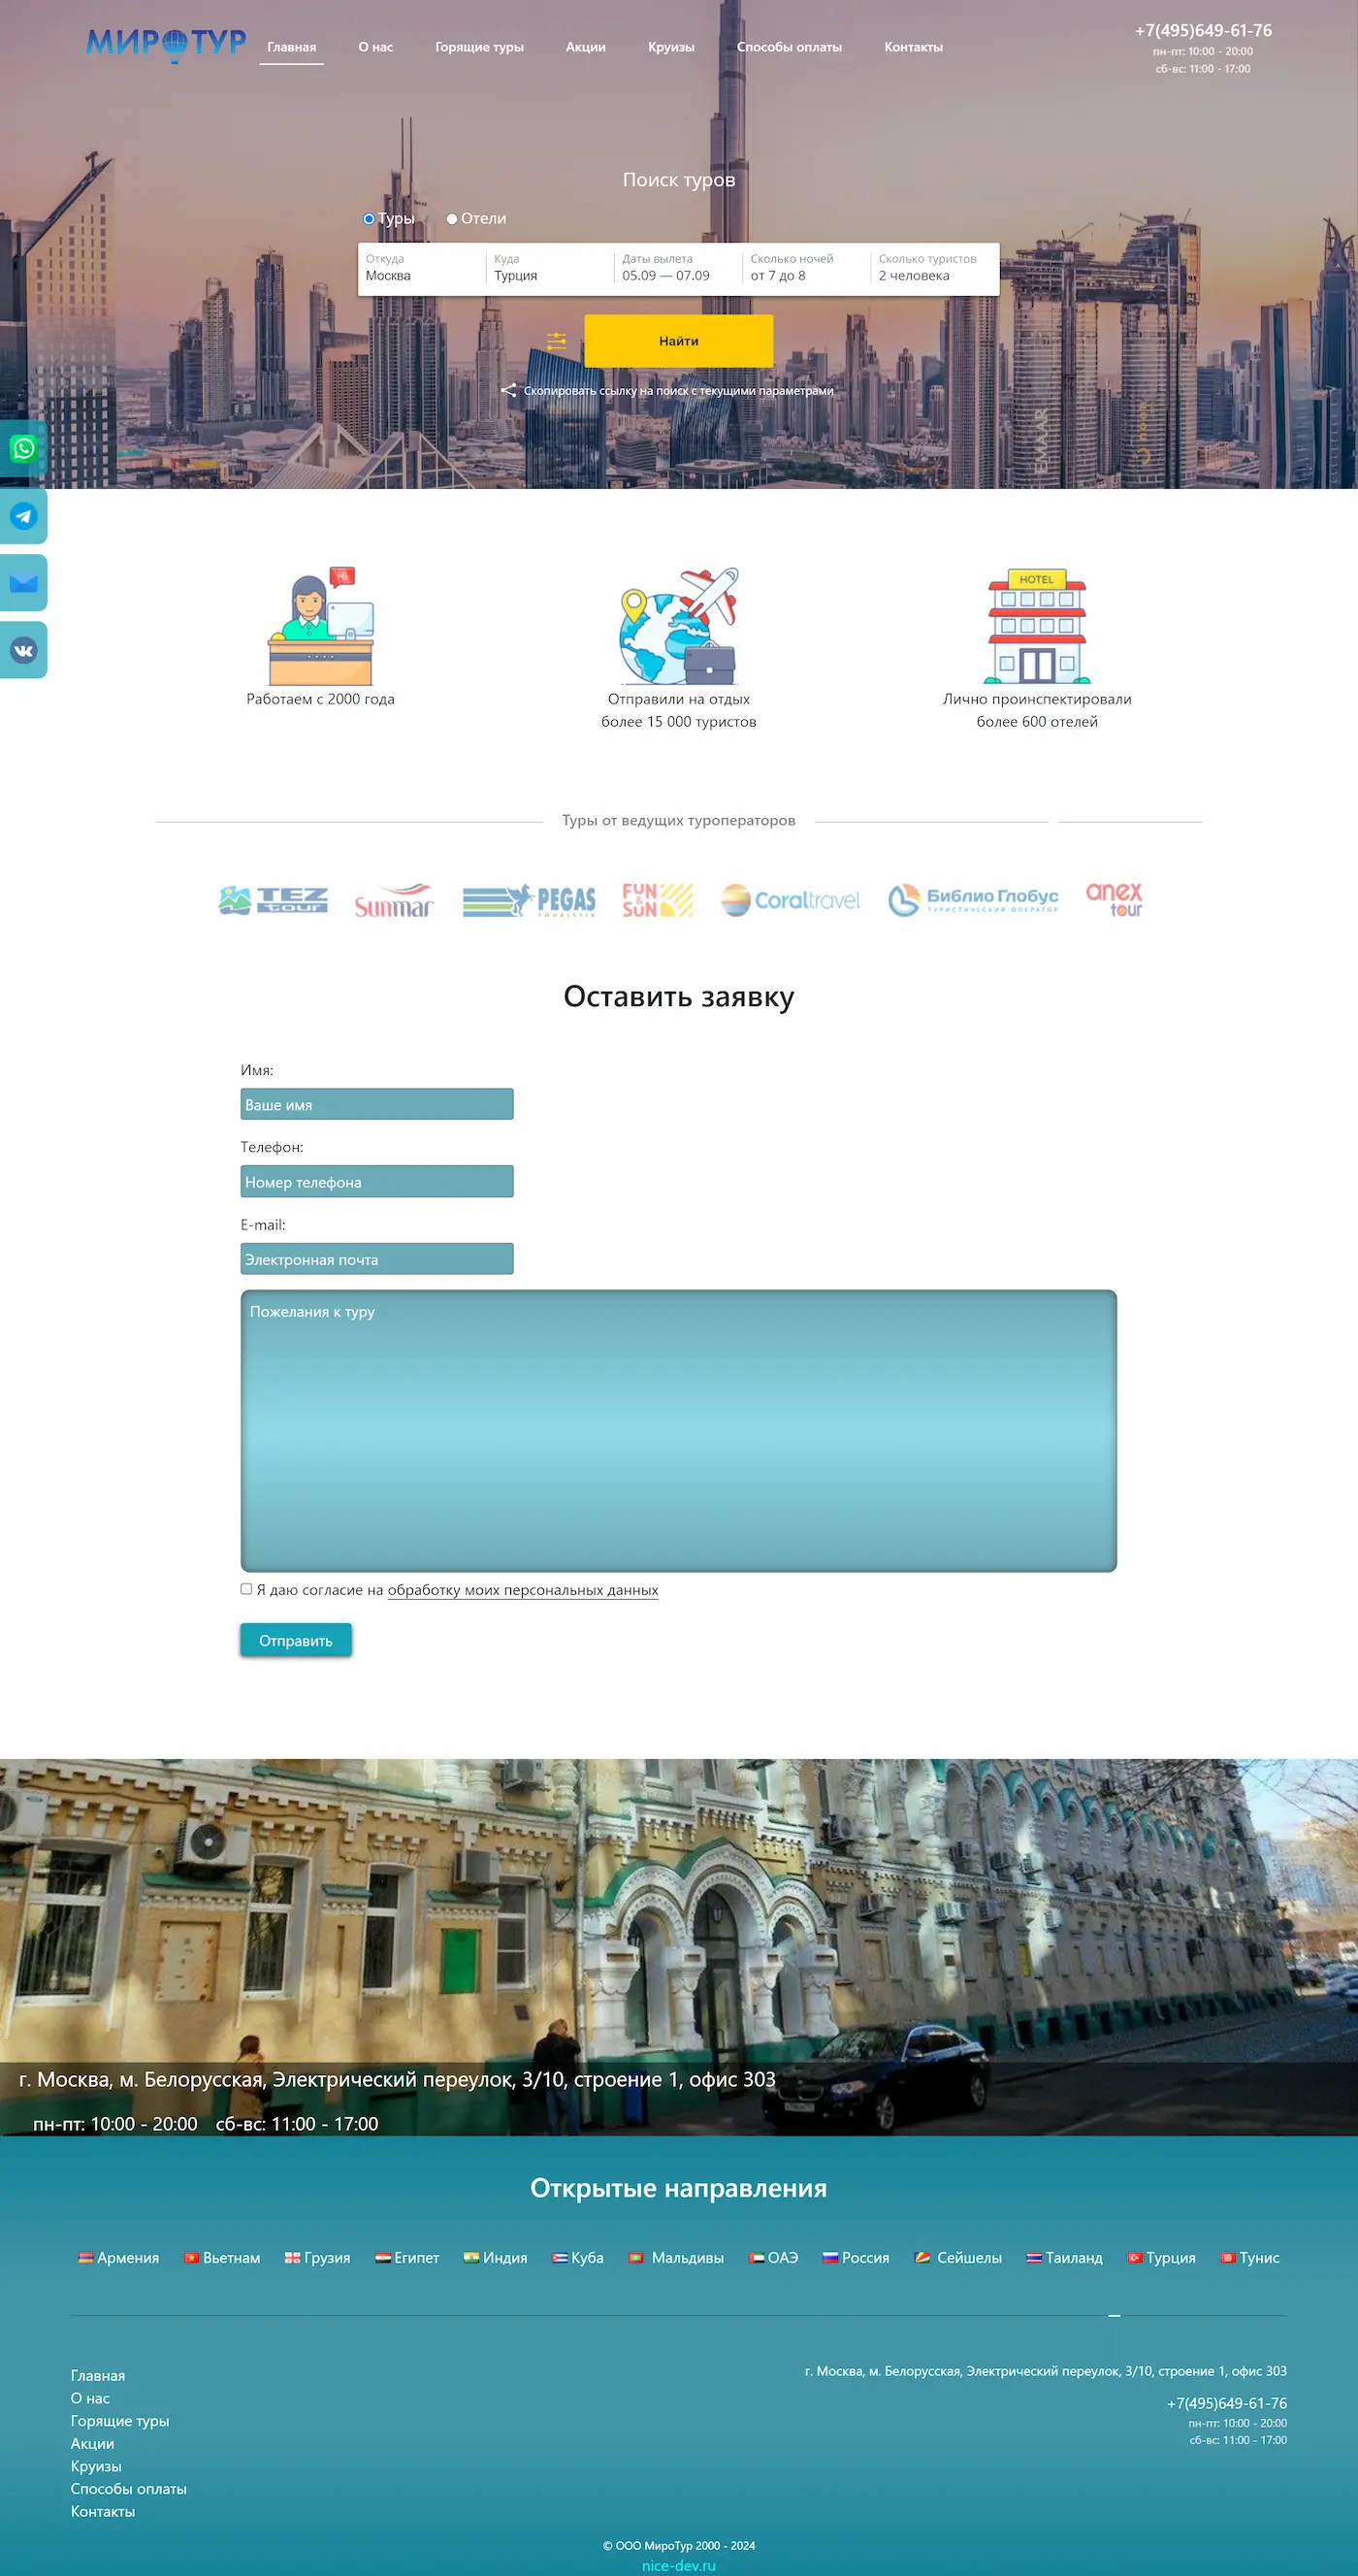 МИРОТУР
Главная
О нас
Горящие туры
Акции
Круизы
Способы оплаты
Контакты
+7(495)649-61-76
пн-пт: 10:00 - 20:00
сб-вс: 11:00 - 17:00
Поиск туров
Туры
Отели
Откуда
Москва
Куда
Турция
Даты вылета
05.09 — 07.09
Сколько ночей
от 7 до 8
Сколько туристов
2 человека
Найти
Скопировать ссылку на поиск с текущими параметрами
EMAAR
HI
HOTEL
Работаем с 2000 года
Отправили на отдых
более 15 000 туристов
Лично проинспектировали
более 600 отелей
Туры от ведущих туроператоров
TEZ
tour
Sunmar
PEGAS
TOURISTIK
FUN
SUN
Coraltravel
Библио Глобус
ТУРИСТИЧЕСКИЙ ОПЕРАТОР
anex
tour
Оставить заявку
Имя:
Ваше имя
Телефон:
Номер телефона
E-mail:
Электронная почта
Пожелания к туру
Я даю согласие на обработку моих персональных данных
Отправить
г. Москва, м. Белорусская, Электрический переулок, 3/10, строение 1, офис 303
пн-пт: 10:00 - 20:00 сб-вс: 11:00 - 17:00
Открытые направления
Армения
Вьетнам
Грузия
Египет
Индия
Куба
Мальдивы
ОАЭ
Россия
Сейшелы
Таиланд
Турция
Тунис
Главная
О нас
Горящие туры
Акции
Круизы
Способы оплаты
Контакты
г. Москва, м. Белорусская, Электрический переулок, 3/10, строение 1, офис 303
+7(495)649-61-76
пн-пт: 10:00 - 20:00
сб-вс: 11:00 - 17:00
© ООО МироТур 2000 - 2024
nice-dev.ru